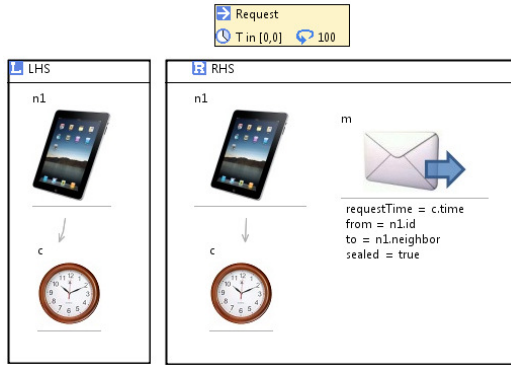 Request
T in [0,0] 100
L LHS
R RHS
n1
n1
m
requestTime = c.time
from = n1.id
to = n1.neighbor
sealed = true
c
c